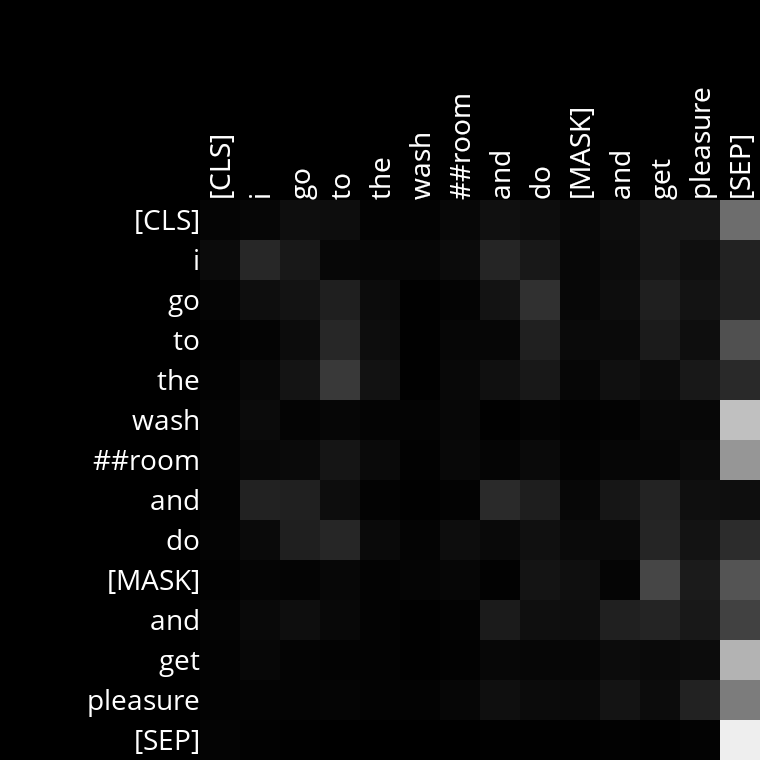 [CLS]
i
go
to
the
wash
##room
and
do
[MASK]
and
get
pleasure
[SEP]
[CLS]
i
go
to
the
wash
##room
and
do
[MASK]
and
get
pleasure
[SEP]